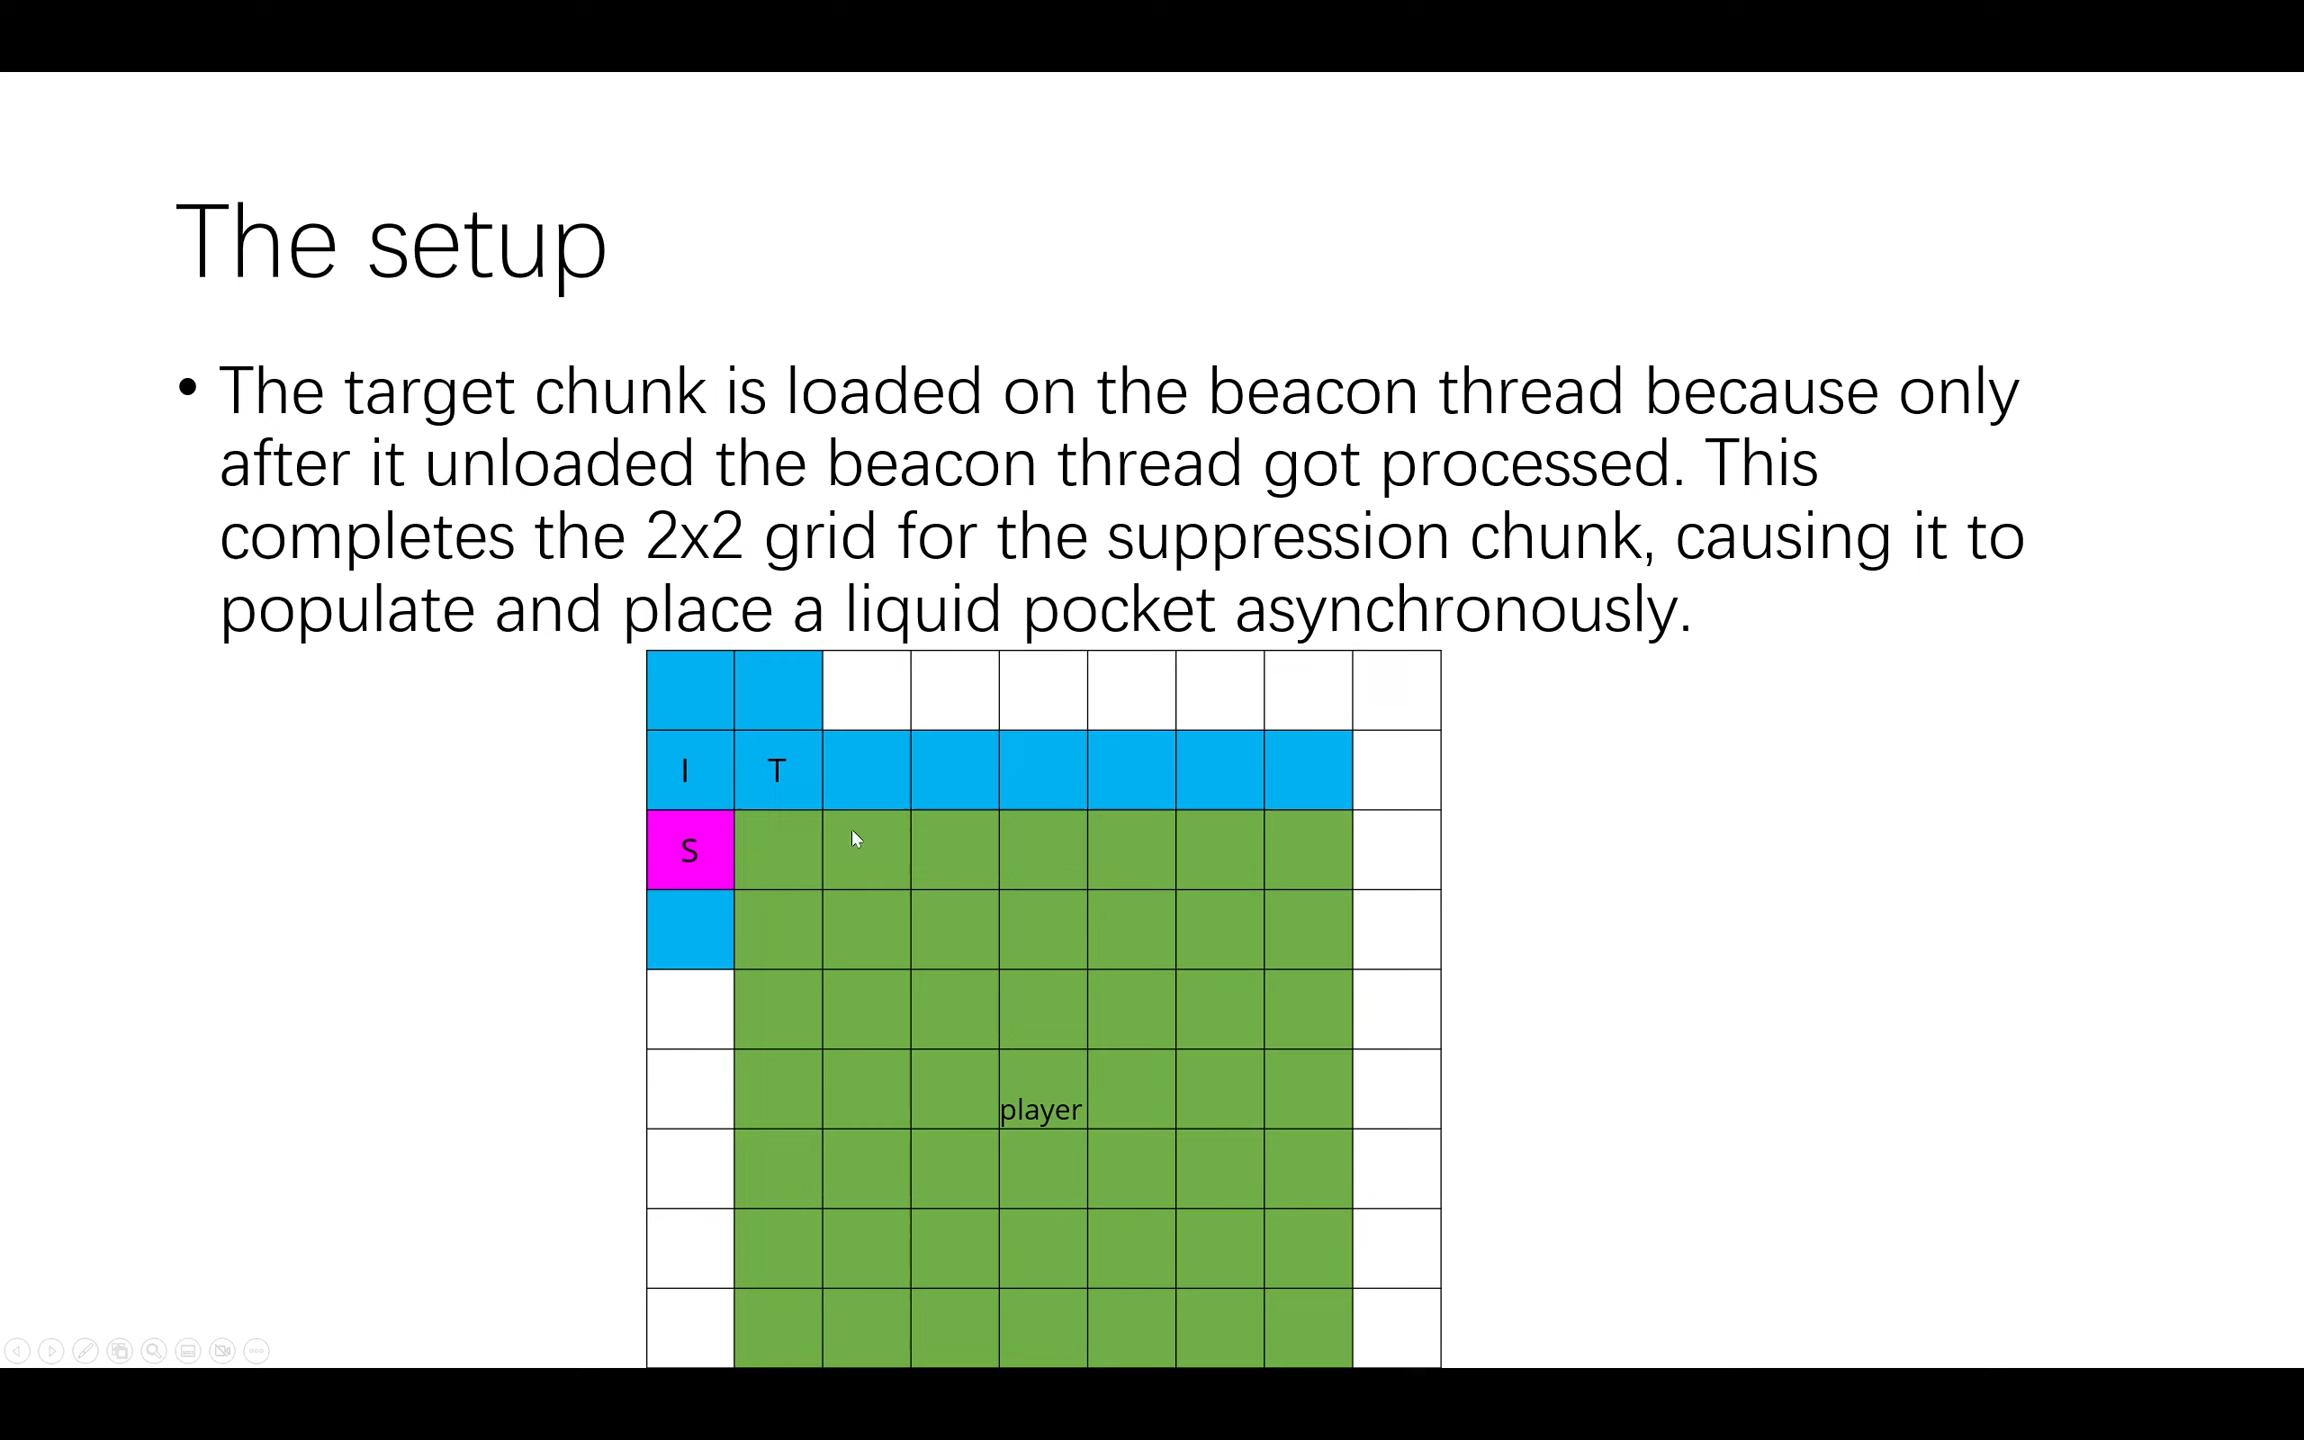 The setup
• The target chunk is loaded on the beacon thread because only
after it unloaded the beacon thread got processed. This
completes the 2x2 grid for the suppression chunk, causing it to
populate and place a liquid pocket asynchronously.
I T
S
player